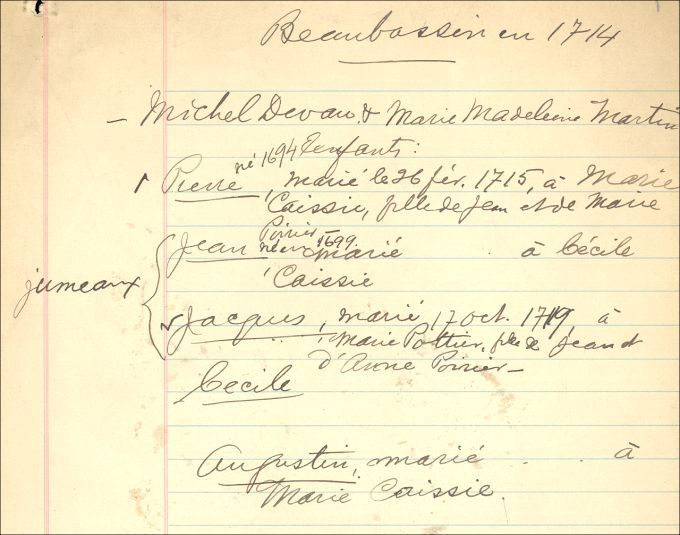 Beaubassin en 1714
– Michel Devau & Marie Madeleine Martin
né 1694 enfants:
Pierre, marié le 26 fév. 1715, à Marie
Caissie, fille de Jean et de Marie
Poirier
Jean né en 1699 marié à Cécile
Caissie
jumeaux
Jacques, marié 17 oct. 1719, à
Marie Pottier, fille de Jean et
d'Anne Poirier –
Cécile
Augustin, marié . . à
Marie Caissie.